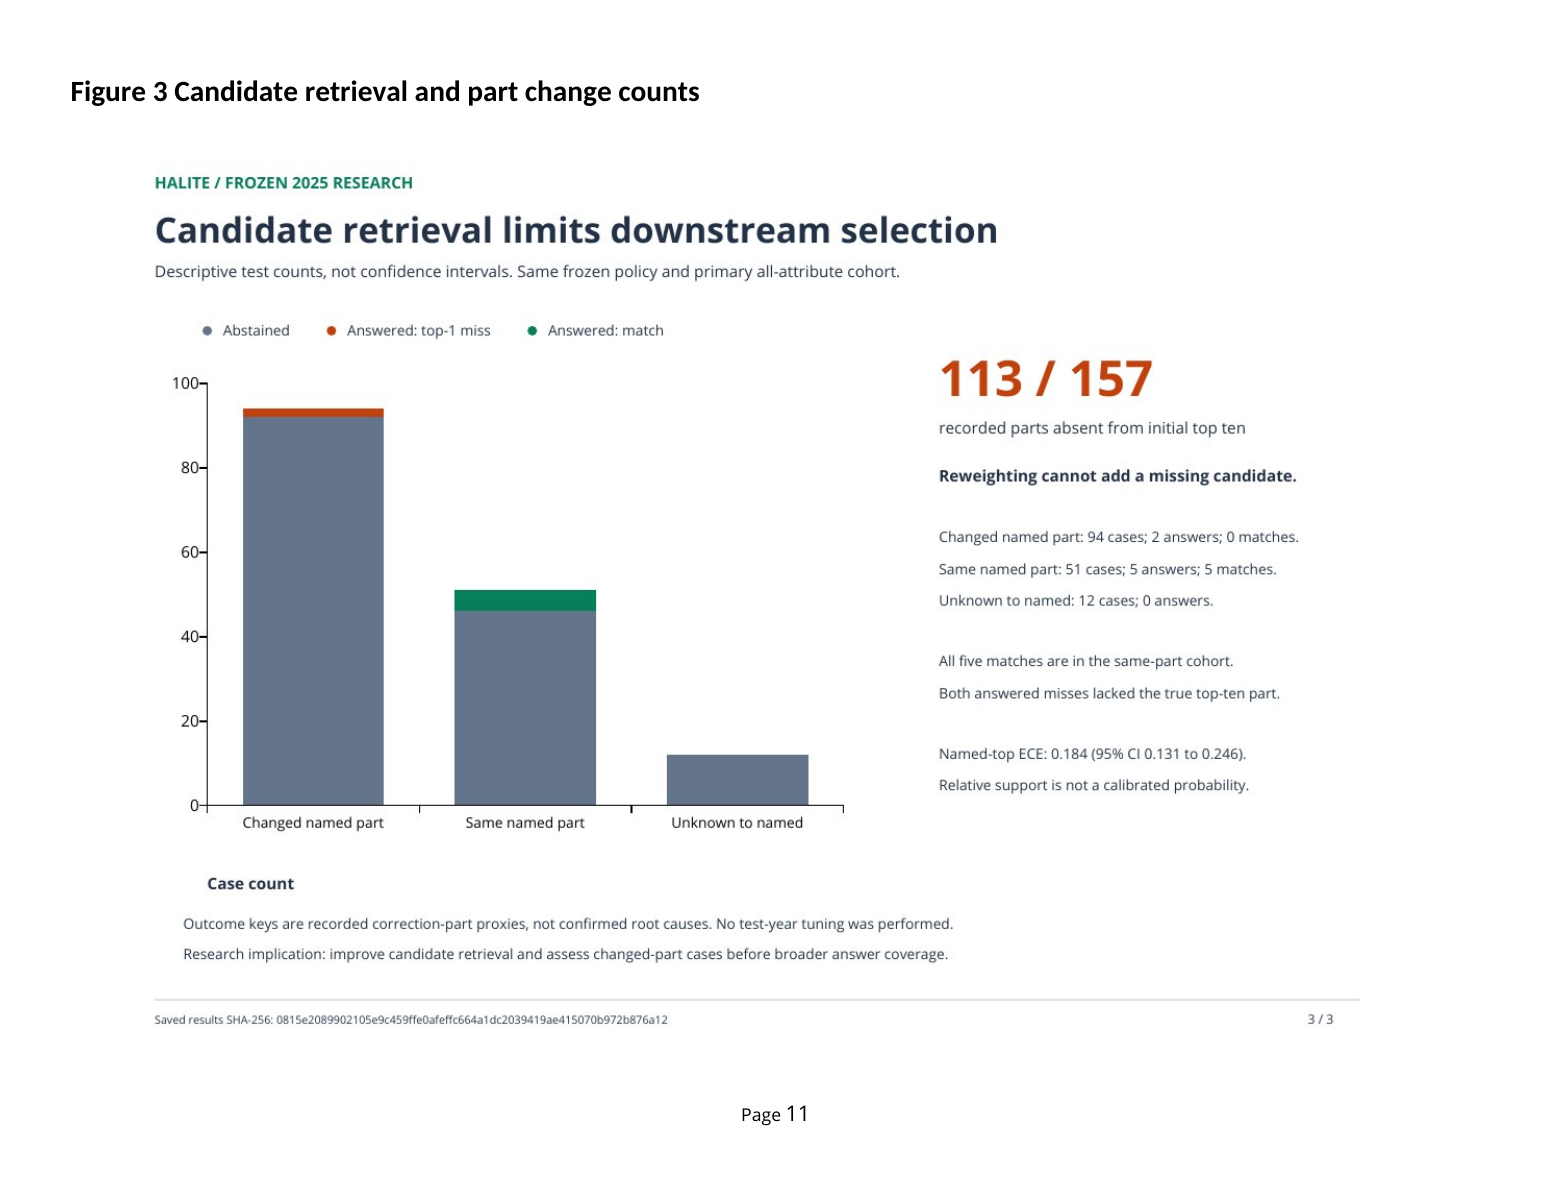 Figure 3 Candidate retrieval and part change counts
HALITE / FROZEN 2025 RESEARCH
Candidate retrieval limits downstream selection
Descriptive test counts, not confidence intervals. Same frozen policy and primary all-attribute cohort.
Abstained
Answered: top-1 miss
Answered: match
100
80
60
40
20
0
Changed named part
Same named part
Unknown to named
Case count
113 / 157
recorded parts absent from initial top ten
Reweighting cannot add a missing candidate.
Changed named part: 94 cases; 2 answers; 0 matches.
Same named part: 51 cases; 5 answers; 5 matches.
Unknown to named: 12 cases; 0 answers.
All five matches are in the same-part cohort.
Both answered misses lacked the true top-ten part.
Named-top ECE: 0.184 (95% CI 0.131 to 0.246).
Relative support is not a calibrated probability.
Outcome keys are recorded correction-part proxies, not confirmed root causes. No test-year tuning was performed.
Research implication: improve candidate retrieval and assess changed-part cases before broader answer coverage.
Saved results SHA-256: 0815e2089902105e9c459ffe0afeffc664a1dc2039419ae415070b972b876a12
3 / 3
Page 11